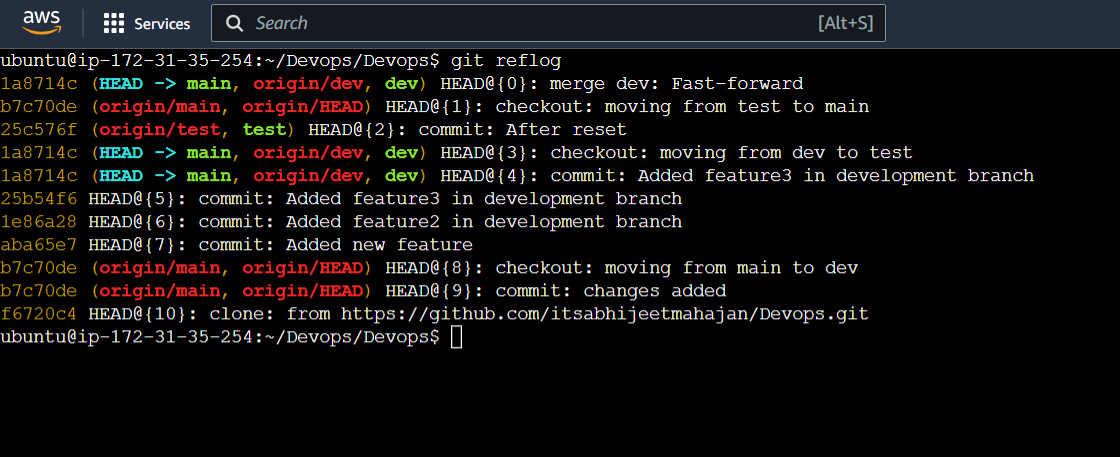 aws Services Search [Alt+S]
ubuntu@ip-172-31-35-254:~/Devops/Devops$ git reflog
1a8714c (HEAD -> main, origin/dev, dev) HEAD@{0}: merge dev: Fast-forward
b7c70de (origin/main, origin/HEAD) HEAD@{1}: checkout: moving from test to main
25c576f (origin/test, test) HEAD@{2}: commit: After reset
1a8714c (HEAD -> main, origin/dev, dev) HEAD@{3}: checkout: moving from dev to test
1a8714c (HEAD -> main, origin/dev, dev) HEAD@{4}: commit: Added feature3 in development branch
25b54f6 HEAD@{5}: commit: Added feature3 in development branch
1e86a28 HEAD@{6}: commit: Added feature2 in development branch
aba65e7 HEAD@{7}: commit: Added new feature
b7c70de (origin/main, origin/HEAD) HEAD@{8}: checkout: moving from main to dev
b7c70de (origin/main, origin/HEAD) HEAD@{9}: commit: changes added
f6720c4 HEAD@{10}: clone: from https://github.com/itsabhijeetmahajan/Devops.git
ubuntu@ip-172-31-35-254:~/Devops/Devops$